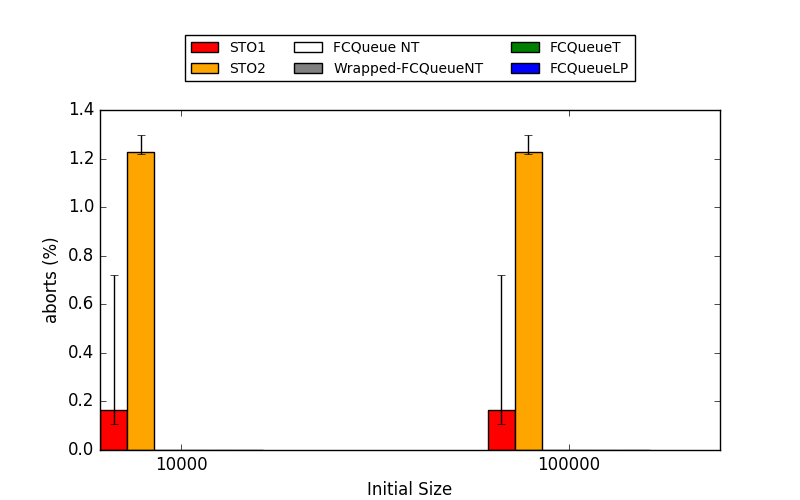 STO1 FCQueue NT FCQueueT
STO2 Wrapped-FCQueueNT FCQueueLP
1.4
1.2
1.0
0.8
0.6
0.4
0.2
0.0
aborts (%)
10000 100000
Initial Size